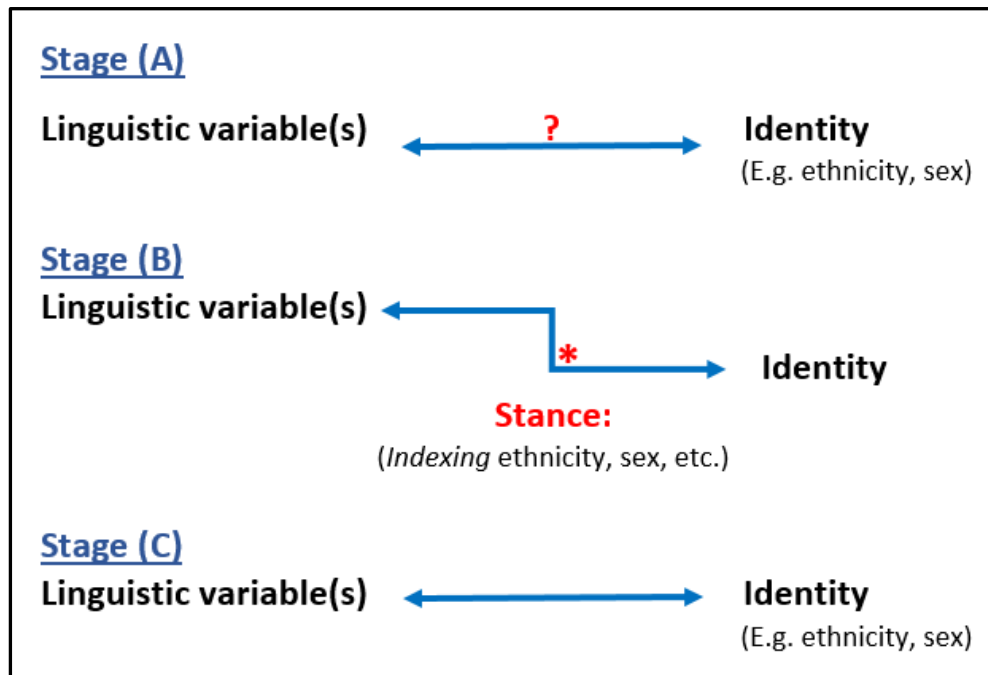 Stage (A)
Linguistic variable(s) ? Identity
(E.g. ethnicity, sex)
Stage (B)
Linguistic variable(s)
* Identity
Stance:
(Indexing ethnicity, sex, etc.)
Stage (C)
Linguistic variable(s) Identity
(E.g. ethnicity, sex)